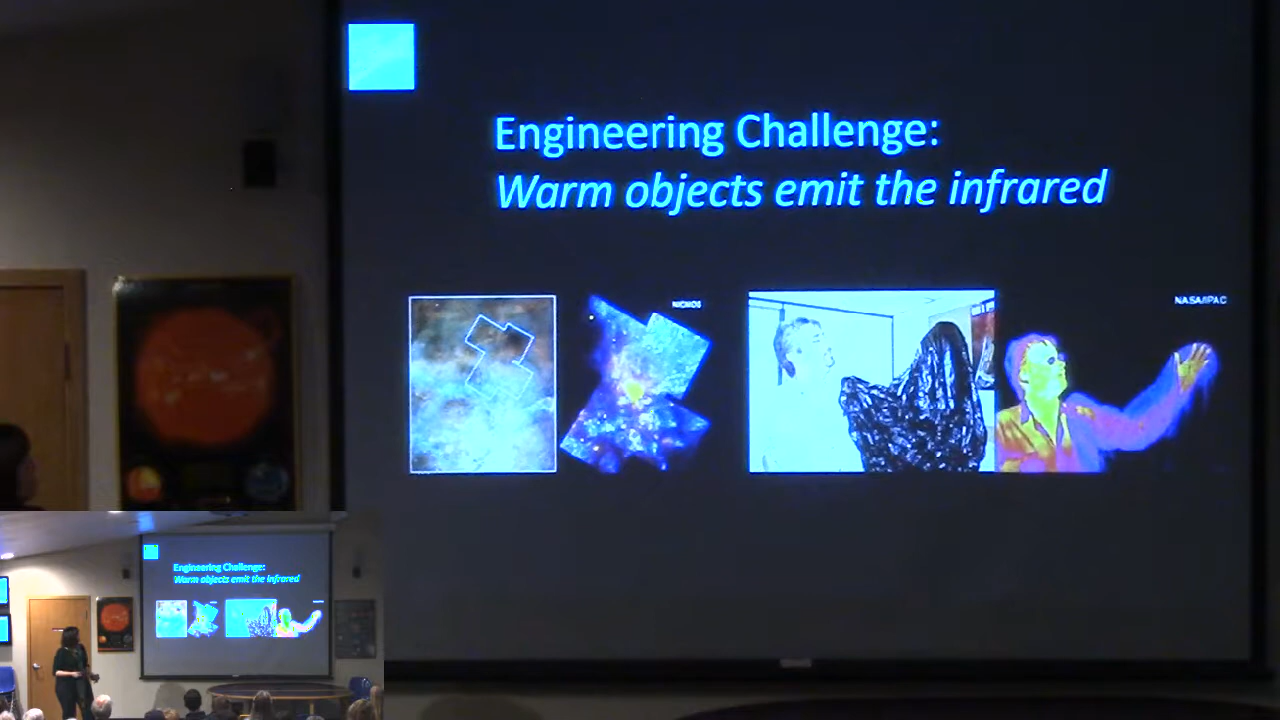 Engineering Challenge:
Warm objects emit the infrared
NICMOS
NASA/IPAC
Engineering Challenge:
Warm objects emit the infrared